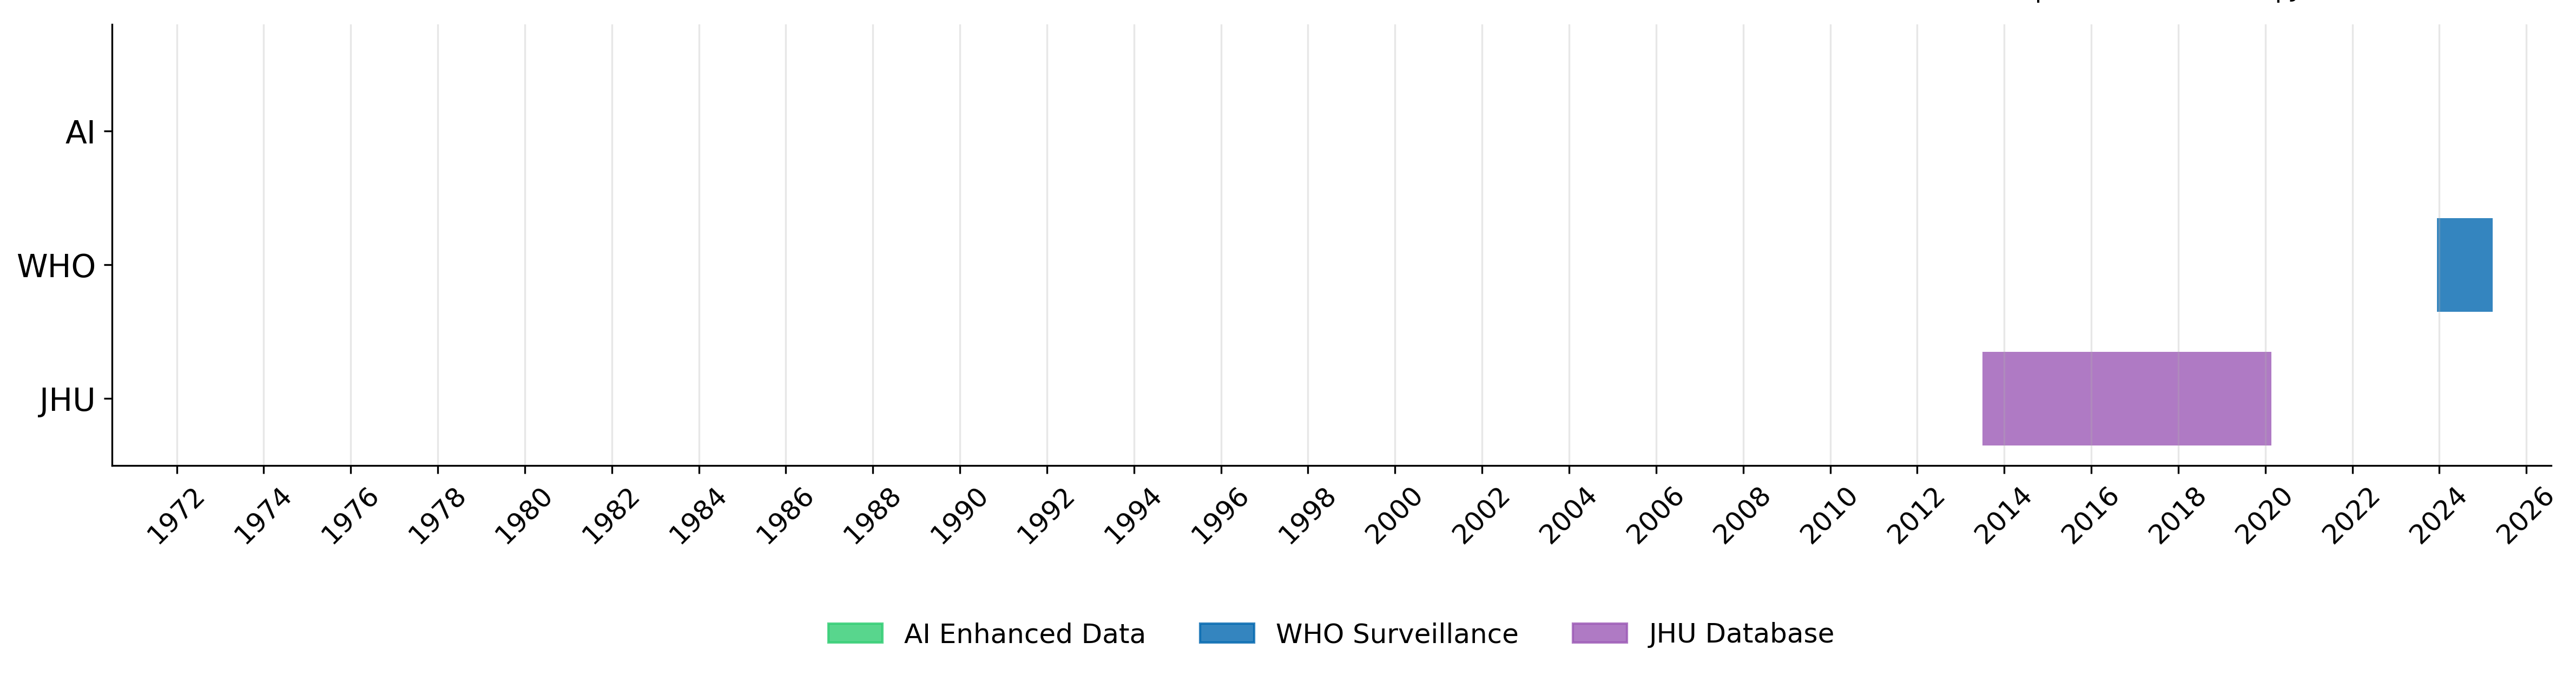 AI
WHO
JHU
1972 1974 1976 1978 1980 1982 1984 1986 1988 1990 1992 1994 1996 1998 2000 2002 2004 2006 2008 2010 2012 2014 2016 2018 2020 2022 2024 2026
AI Enhanced Data WHO Surveillance JHU Database